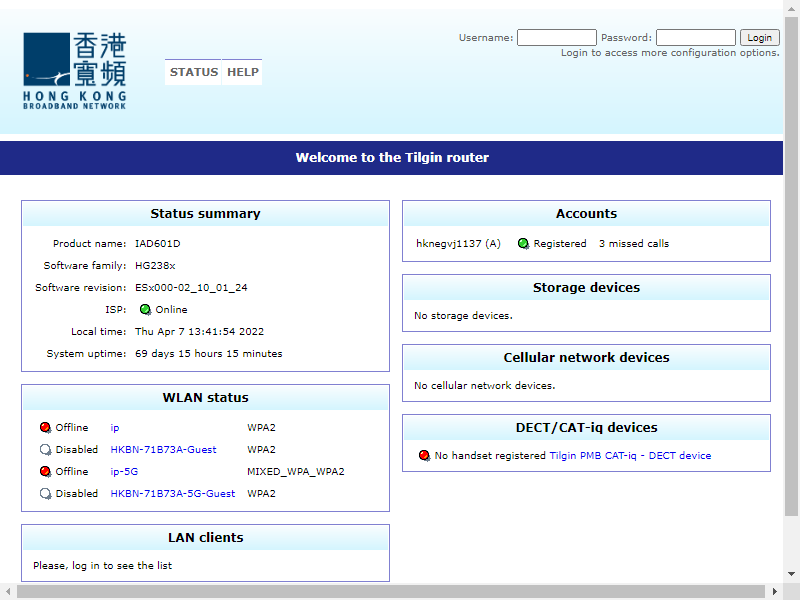 香港
寬頻
HONG KONG
BROADBAND NETWORK
STATUS HELP
Username: Password: Login
Login to access more configuration options.
Welcome to the Tilgin router
Status summary
Product name: IAD601D
Software family: HG238x
Software revision: ESx000-02_10_01_24
ISP: Online
Local time: Thu Apr 7 13:41:54 2022
System uptime: 69 days 15 hours 15 minutes
WLAN status
Offline ip WPA2
Disabled HKBN-71B73A-Guest WPA2
Offline ip-5G MIXED_WPA_WPA2
Disabled HKBN-71B73A-5G-Guest WPA2
LAN clients
Please, log in to see the list
Accounts
hknegvj1137 (A) Registered 3 missed calls
Storage devices
No storage devices.
Cellular network devices
No cellular network devices.
DECT/CAT-iq devices
No handset registered Tilgin PMB CAT-iq - DECT device